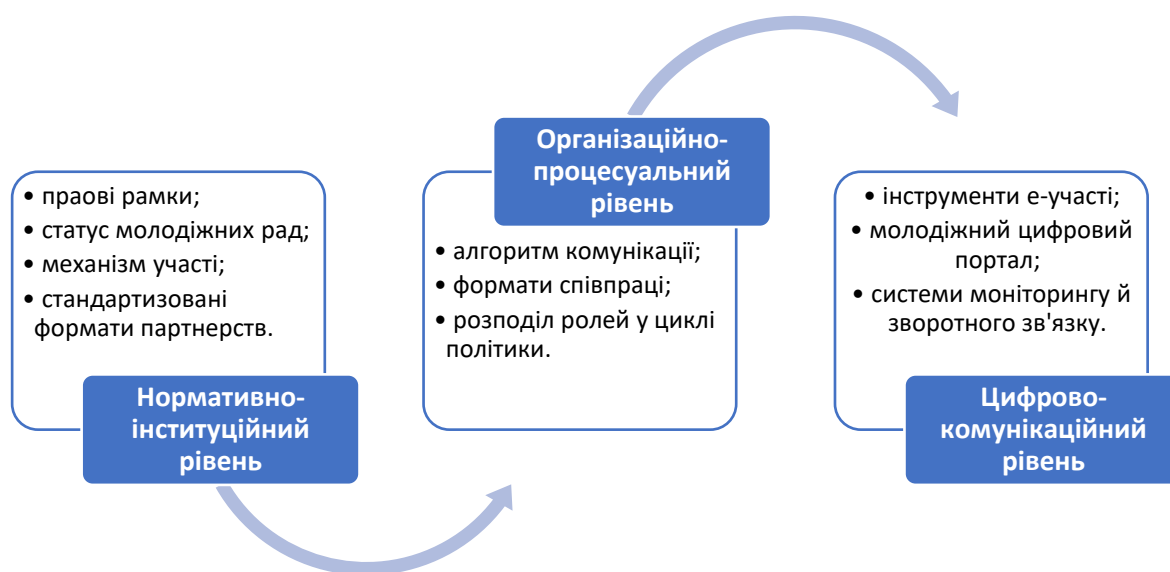 • праові рамки;
• статус молодіжних рад;
• механізм участі;
• стандартизовані
формати партнерств.
Нормативно-
інституційний
рівень
Організаційно-
процесуальний
рівень
• алгоритм комунікації;
• формати співпраці;
• розподіл ролей у циклі
політики.
• інструменти е-участі;
• молодіжний цифровий
портал;
• системи моніторингу й
зворотного зв'язку.
Цифрово-
комунікаційний
рівень